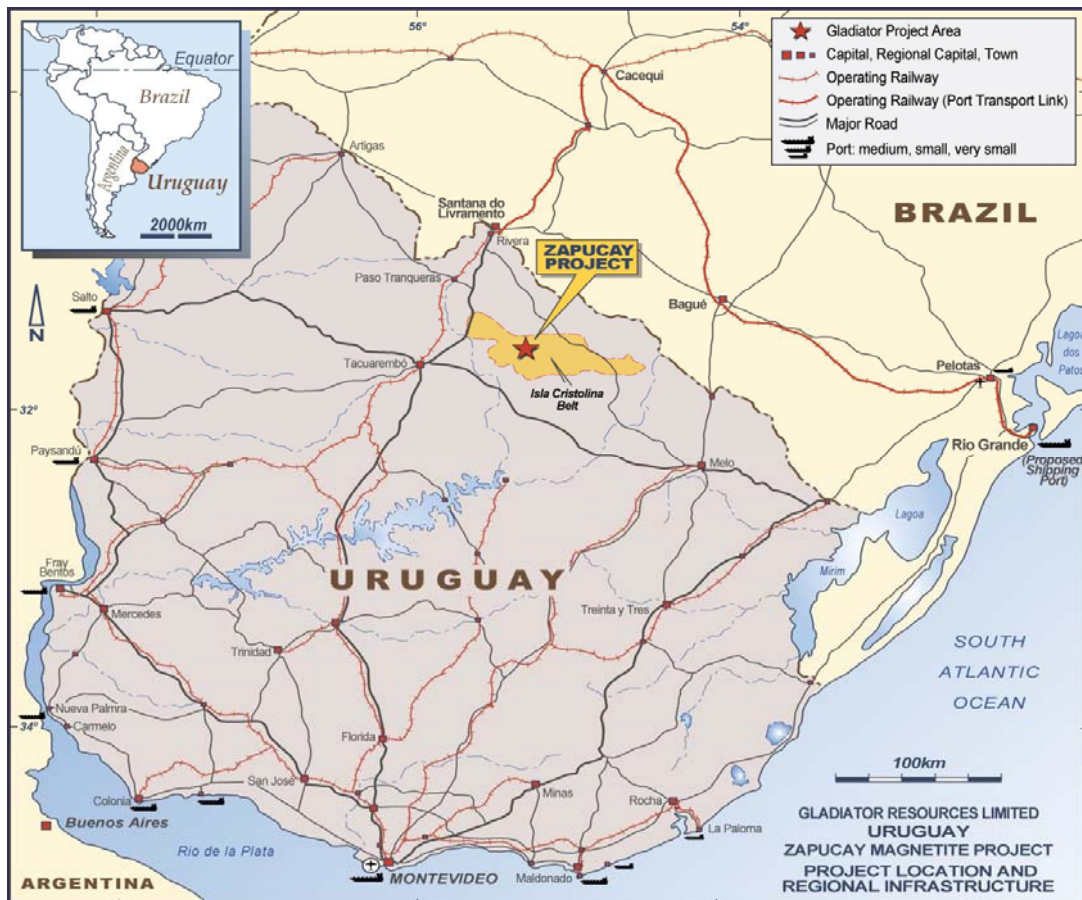 56°
54°
Equator
Brazil
Argentina
Uruguay
2000km
Gladiator Project Area
Capital, Regional Capital, Town
Operating Railway
Operating Railway (Port Transport Link)
Major Road
Port: medium, small, very small
Cacequi
Artigas
Santana do
Livramento
Rivera
BRAZIL
ZAPUCAY
PROJECT
Paso Tranqueras
Salto
Bagué
N
Tacuarembó
Isla Cristolina
Belt
Pelotas
Lagoa
dos
Patos
32°
Paysandú
Melo
Rio Grande
(Proposed
Shipping
Port)
Lagoa
Mirim
Fray
Bentos
URUGUAY
Mercedes
Treinta y Tres
Trinidad
SOUTH
ATLANTIC
OCEAN
Nueva Palmra
Carmelo
34°
Florida
San José
Minas
100km
Colonia
Rocha
La Paloma
Buenos Aires
Rio de la Plata
MONTEVIDEO
Maldonado
ARGENTINA
GLADIATOR RESOURCES LIMITED
URUGUAY
ZAPUCAY MAGNETITE PROJECT
PROJECT LOCATION AND
REGIONAL INFRASTRUCTURE